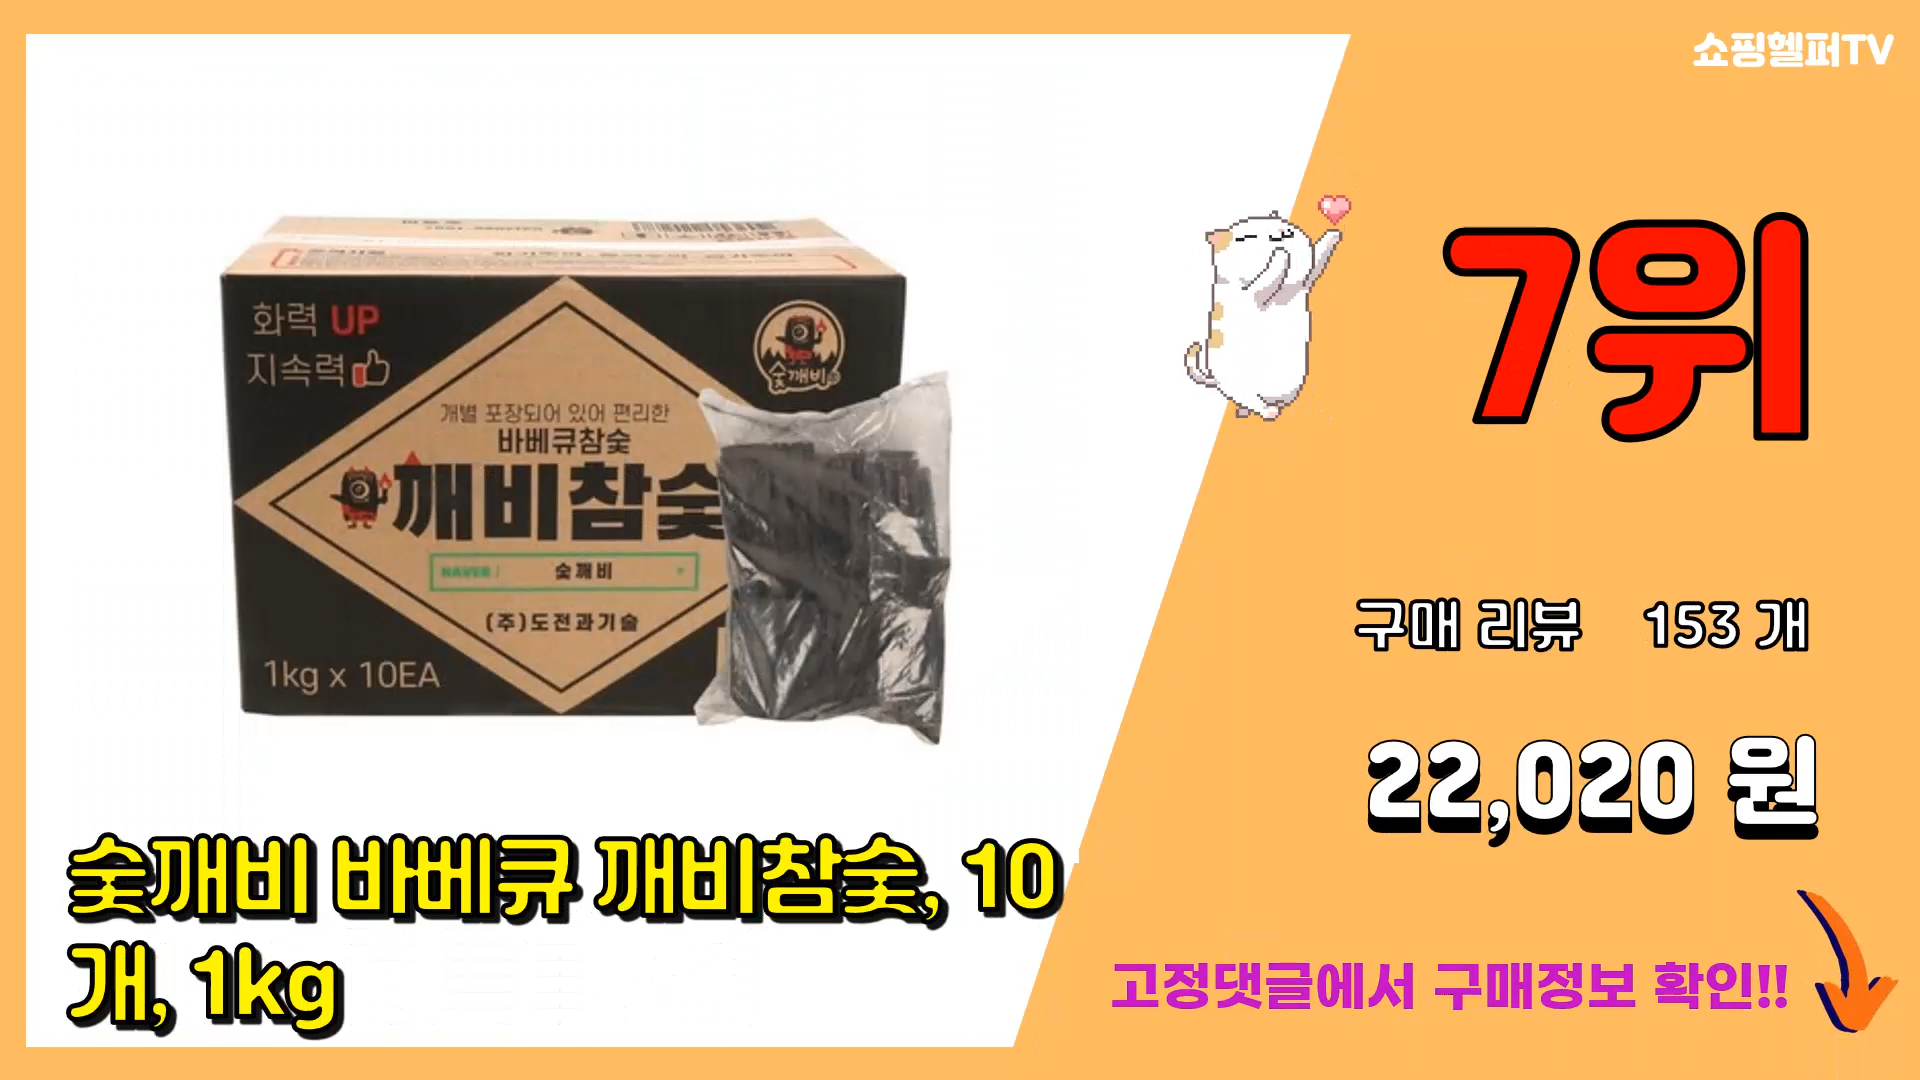 쇼핑헬퍼TV
7위
화력 UP
지속력
숯깨비
개별 포장되어 있어 편리한
바베큐참숯
깨비참숯
NAVER
숯깨비
(주)도전과기술
1kg x 10EA
구매 리뷰 153 개
22,020 원
숯깨비 바베큐 깨비참숯, 10
개, 1kg
고정댓글에서 구매정보 확인!!